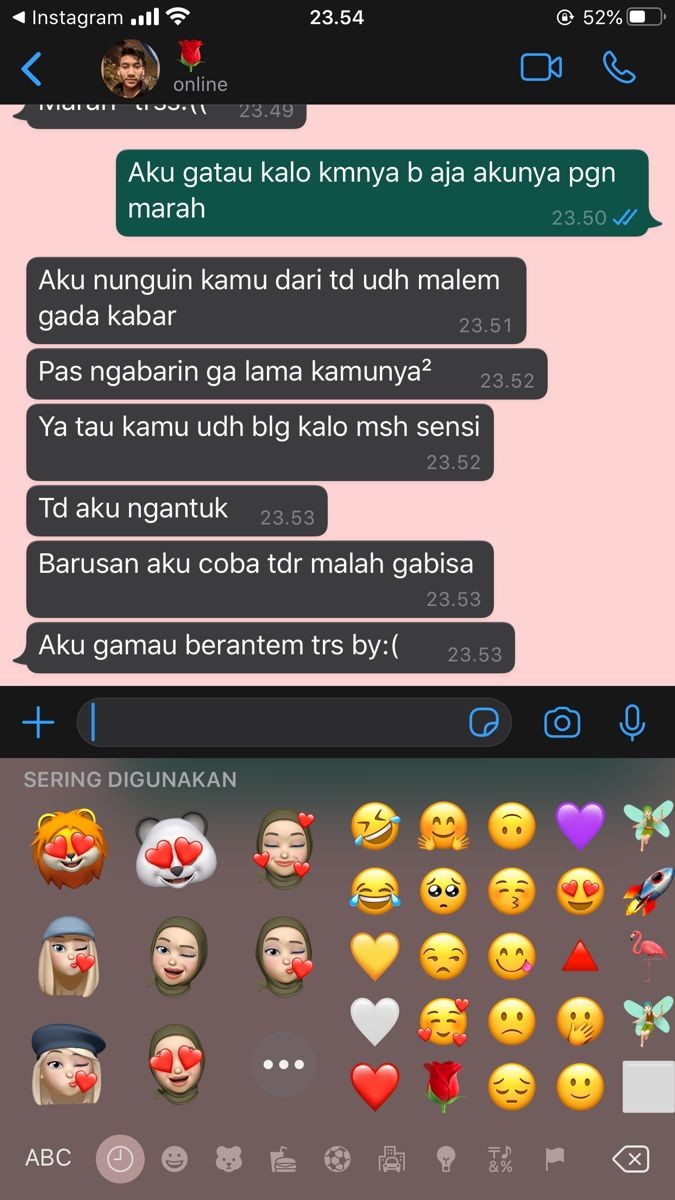 Instagram
23.54
52%
online
23.49
Aku gatau kalo kmnya b aja akunya pgn
marah
23.50
Aku nunguin kamu dari td udh malem
gada kabar
23.51
Pas ngabarin ga lama kamunya²
23.52
Ya tau kamu udh blg kalo msh sensi
23.52
Td aku ngantuk
23.53
Barusan aku coba tdr malah gabisa
23.53
Aku gamau berantem trs by:(
23.53
SERING DIGUNAKAN
ABC
&%